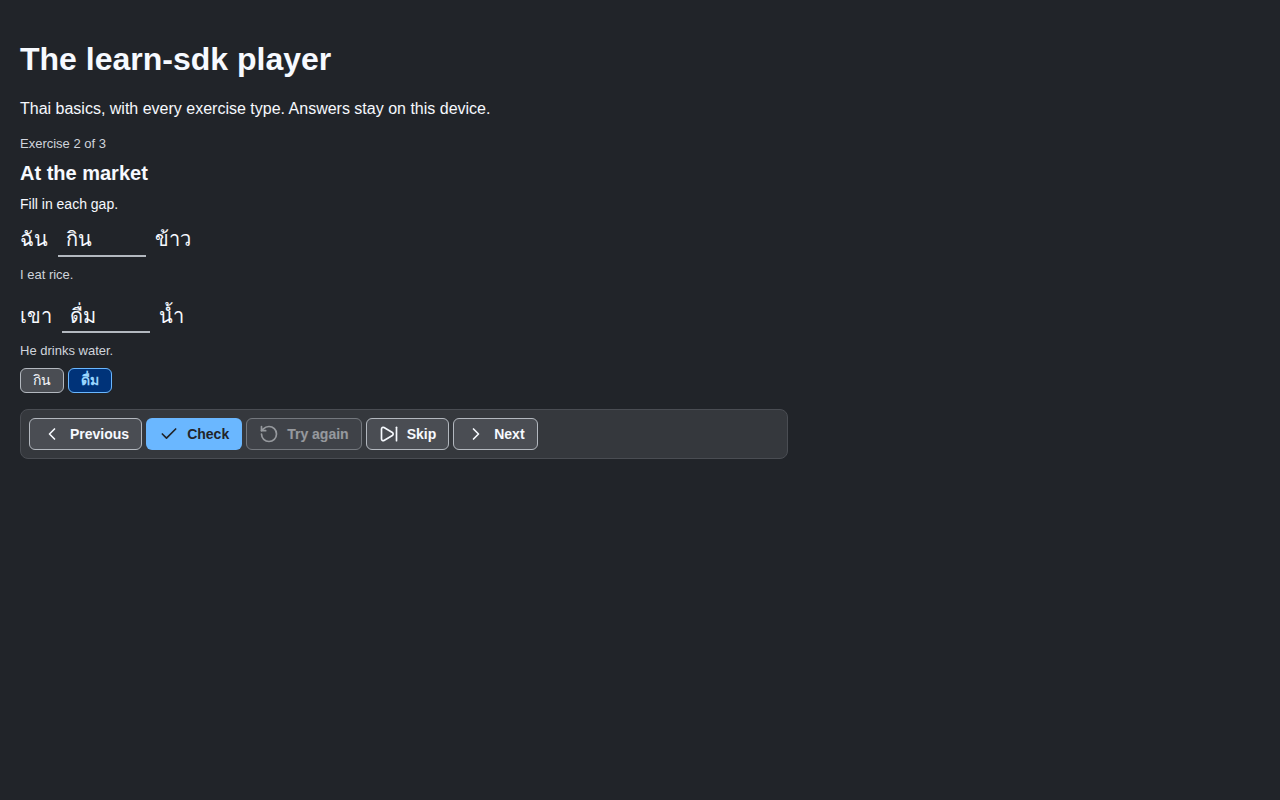 The learn-sdk player
Thai basics, with every exercise type. Answers stay on this device.
Exercise 2 of 3
At the market
Fill in each gap.
ฉัน กิน ข้าว
I eat rice.
เขา ดื่ม น้ำ
He drinks water.
กิน ดื่ม
Previous Check Try again Skip Next